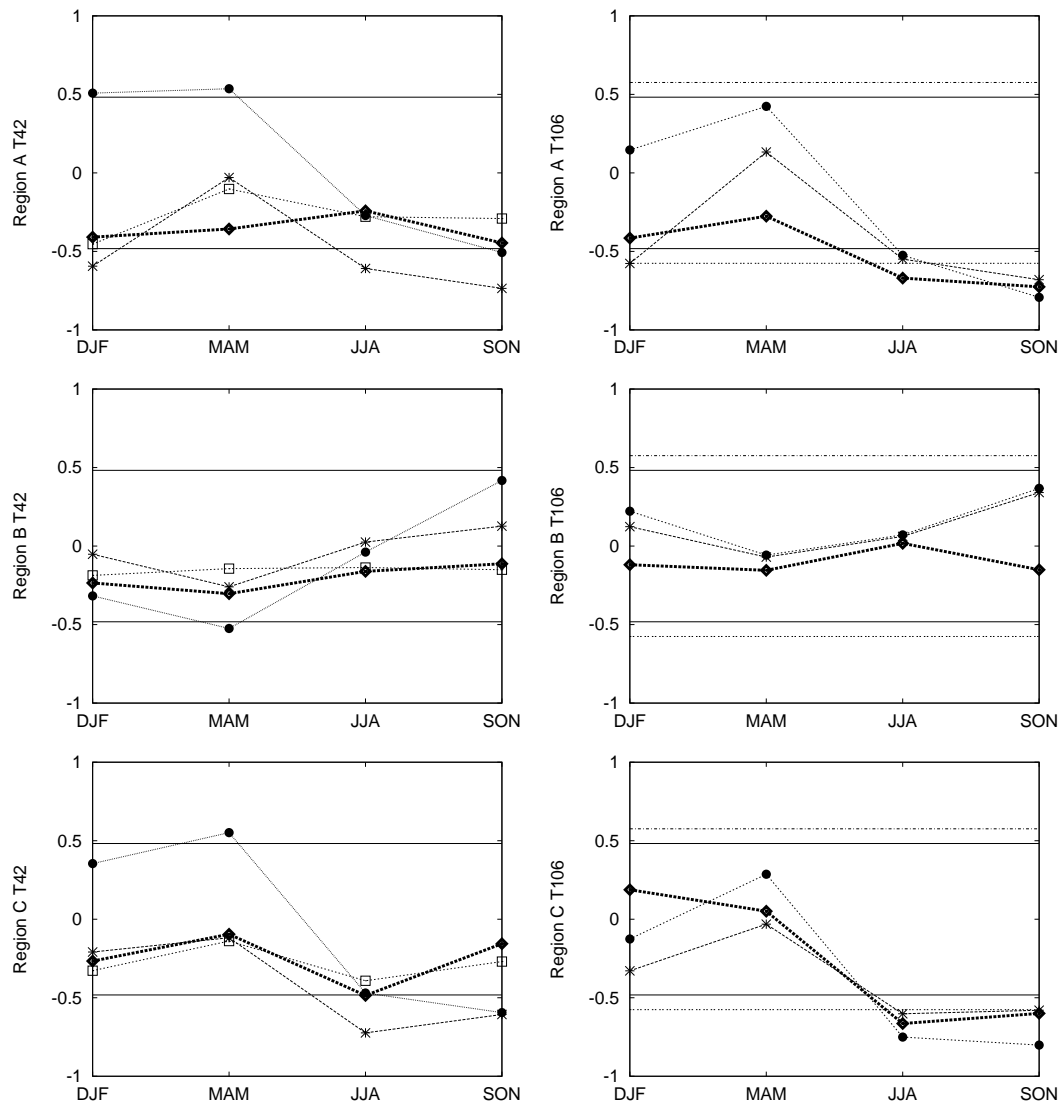 1
0.5
0
-0.5
-1
DJF
MAM
JJA
SON
Region A T42
1
0.5
0
-0.5
-1
DJF
MAM
JJA
SON
Region A T106
1
0.5
0
-0.5
-1
DJF
MAM
JJA
SON
Region B T42
1
0.5
0
-0.5
-1
DJF
MAM
JJA
SON
Region B T106
1
0.5
0
-0.5
-1
DJF
MAM
JJA
SON
Region C T42
1
0.5
0
-0.5
-1
DJF
MAM
JJA
SON
Region C T106